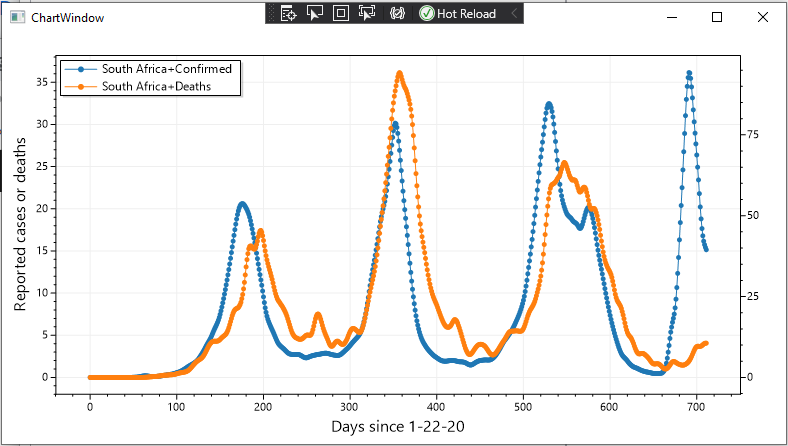 ChartWindow
Hot Reload
South Africa+Confirmed
South Africa+Deaths
Reported cases or deaths
35
30
25
20
15
10
5
0
75
50
25
0
0 100 200 300 400 500 600 700
Days since 1-22-20